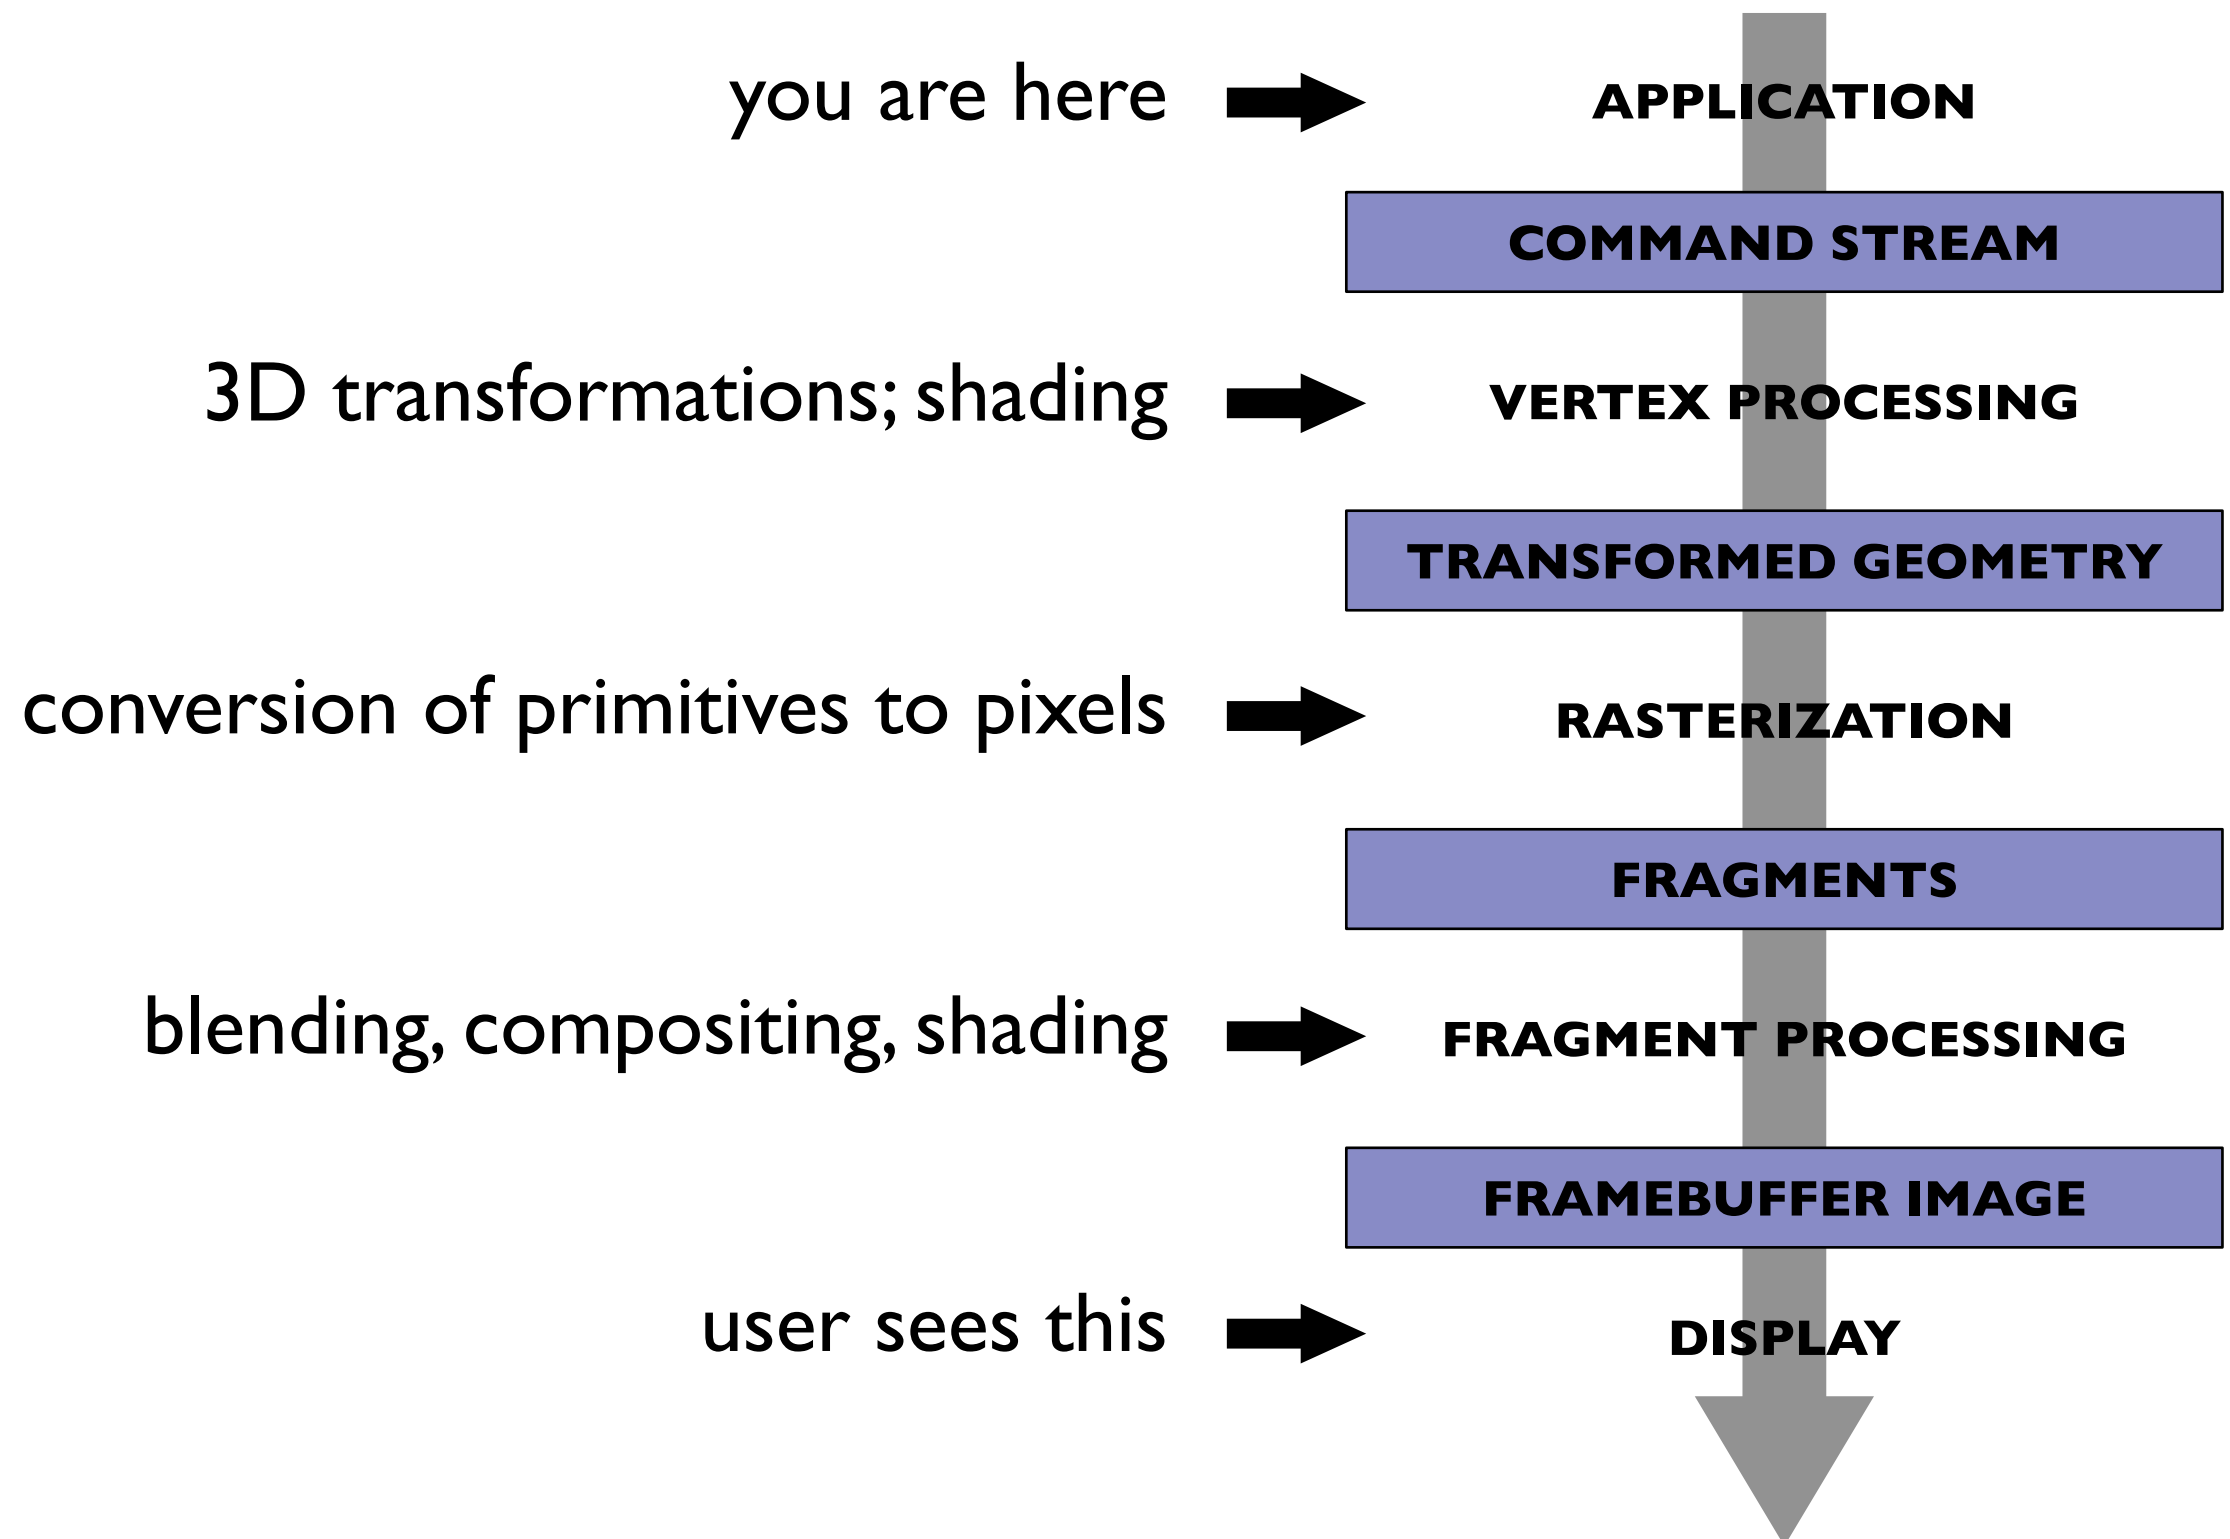 you are here
APPLICATION
COMMAND STREAM
3D transformations; shading
VERTEX PROCESSING
TRANSFORMED GEOMETRY
conversion of primitives to pixels
RASTERIZATION
FRAGMENTS
blending, compositing, shading
FRAGMENT PROCESSING
FRAMEBUFFER IMAGE
user sees this
DISPLAY